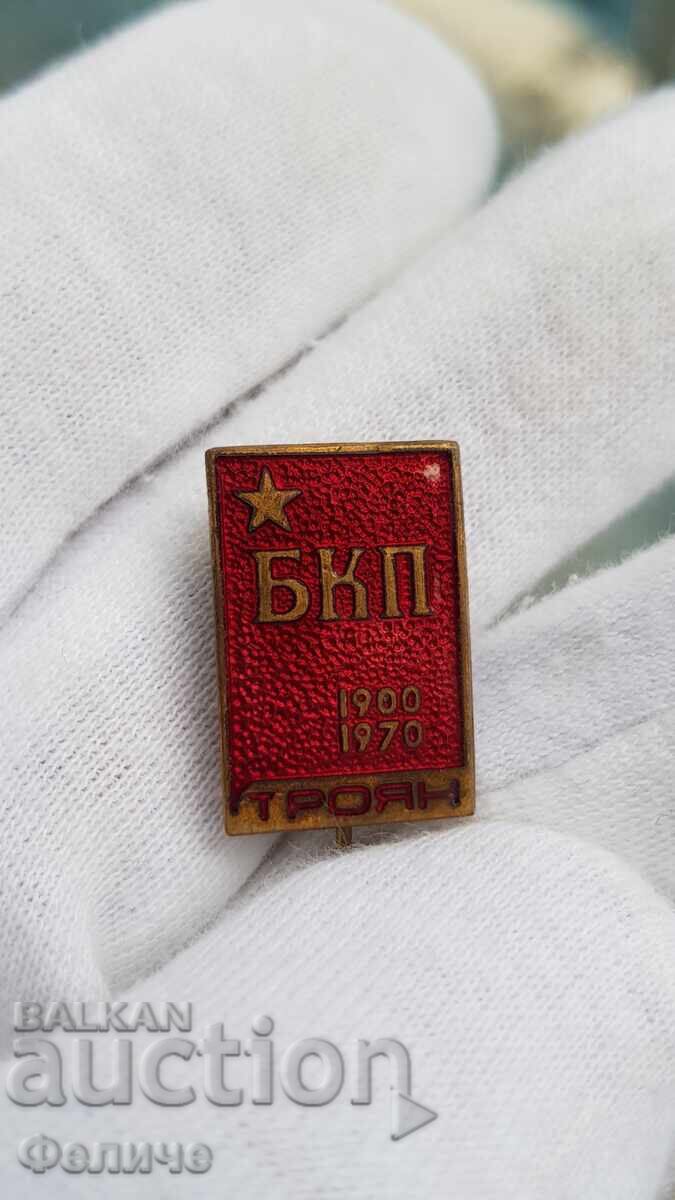 БКП
1900
1970
ТРОЯН
BALKAN
auction
Феличе